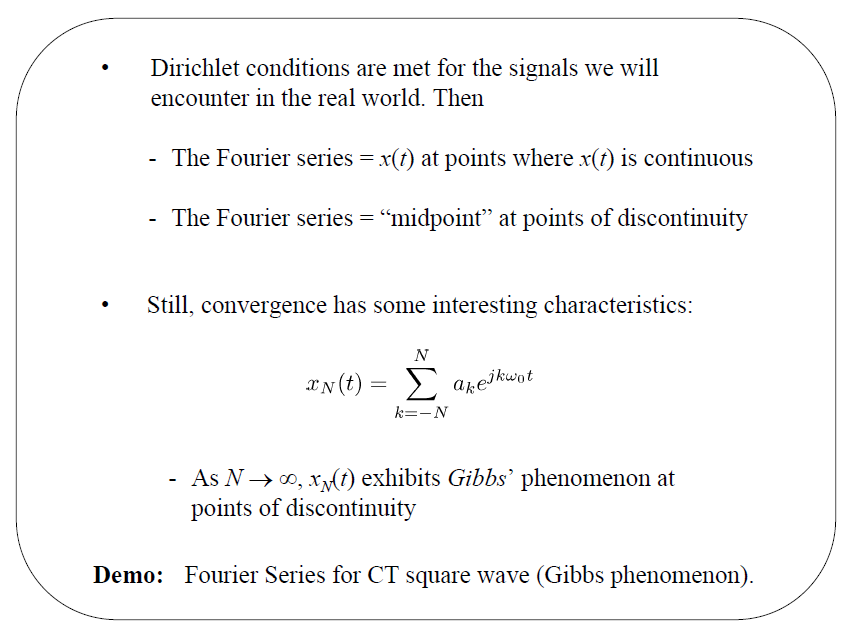 • Dirichlet conditions are met for the signals we will
encounter in the real world. Then
- The Fourier series = x(t) at points where x(t) is continuous
- The Fourier series = “midpoint” at points of discontinuity
• Still, convergence has some interesting characteristics:
x_N(t) = \sum_{k=-N}^{N} a_k e^{jkω_0t}
- As N → ∞, x_N(t) exhibits Gibbs’ phenomenon at
points of discontinuity
Demo: Fourier Series for CT square wave (Gibbs phenomenon).